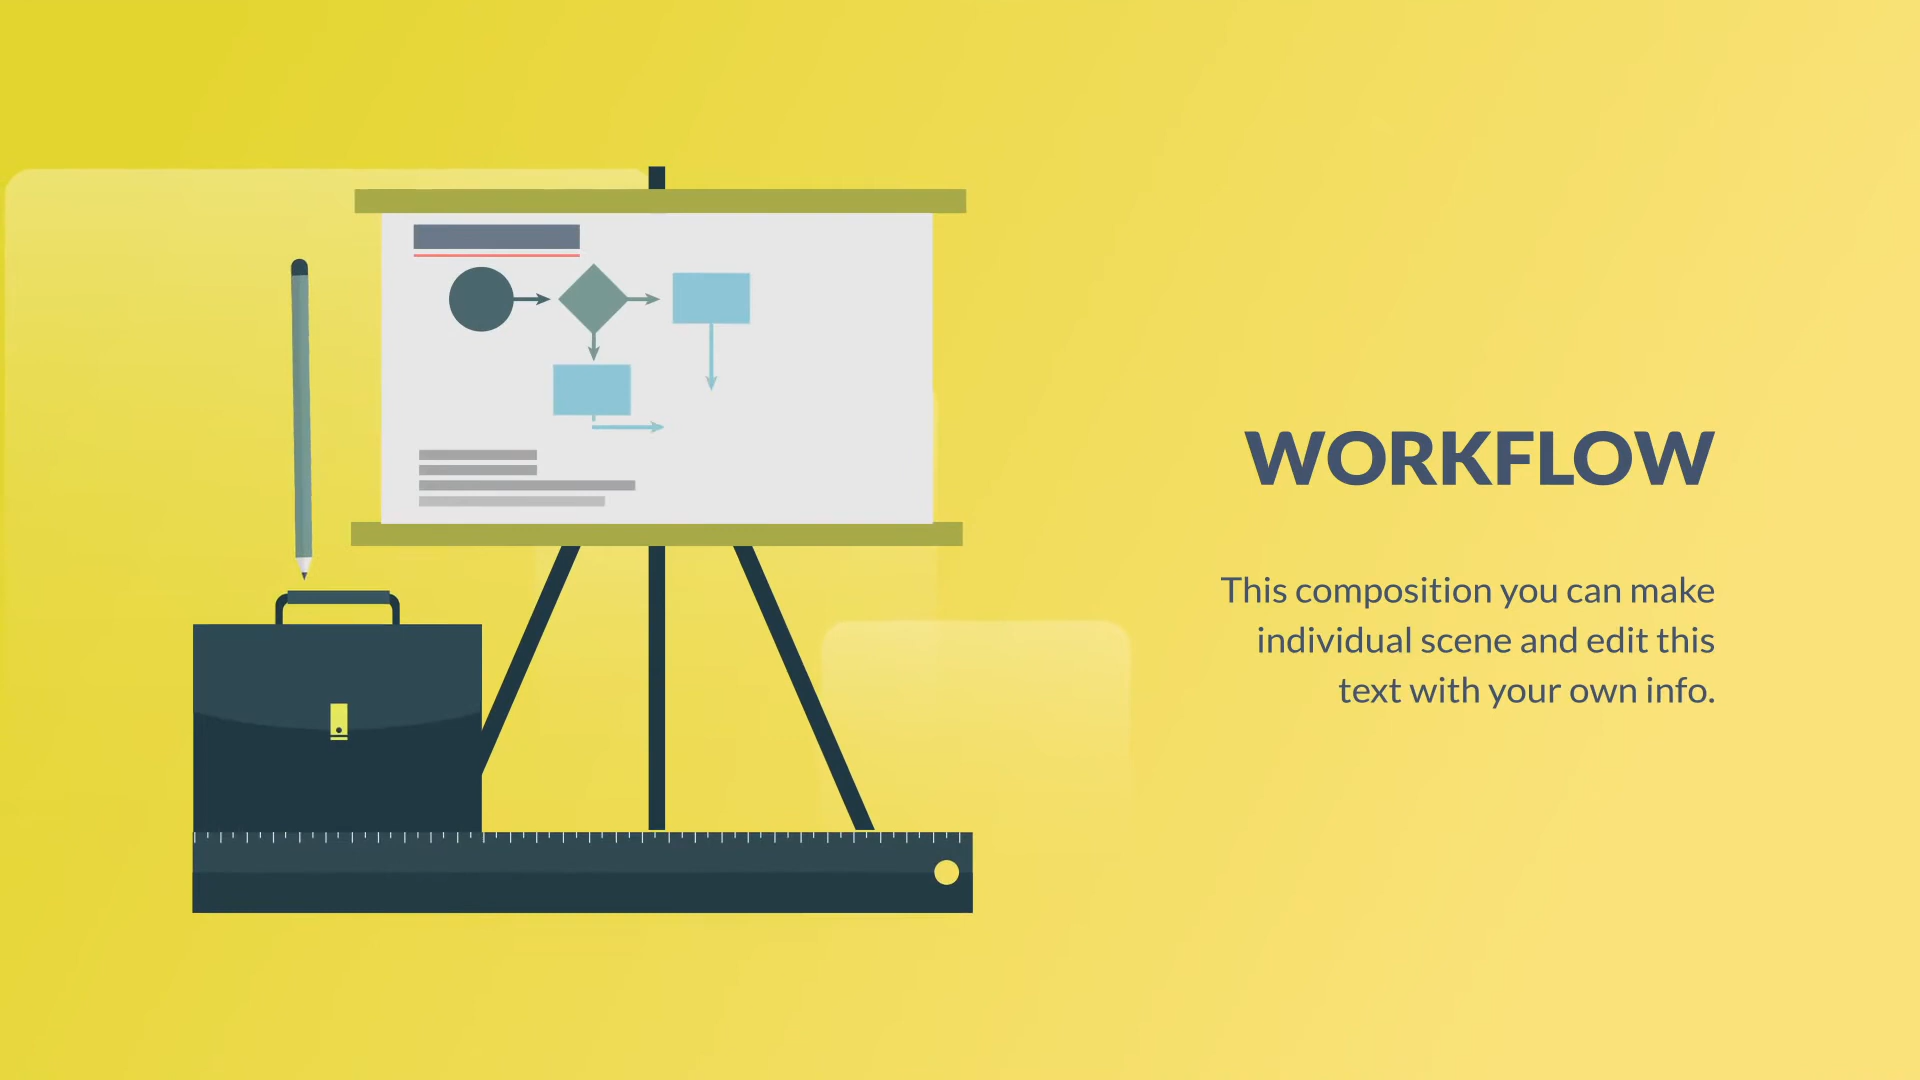 WORKFLOW
This composition you can make
individual scene and edit this
text with your own info.